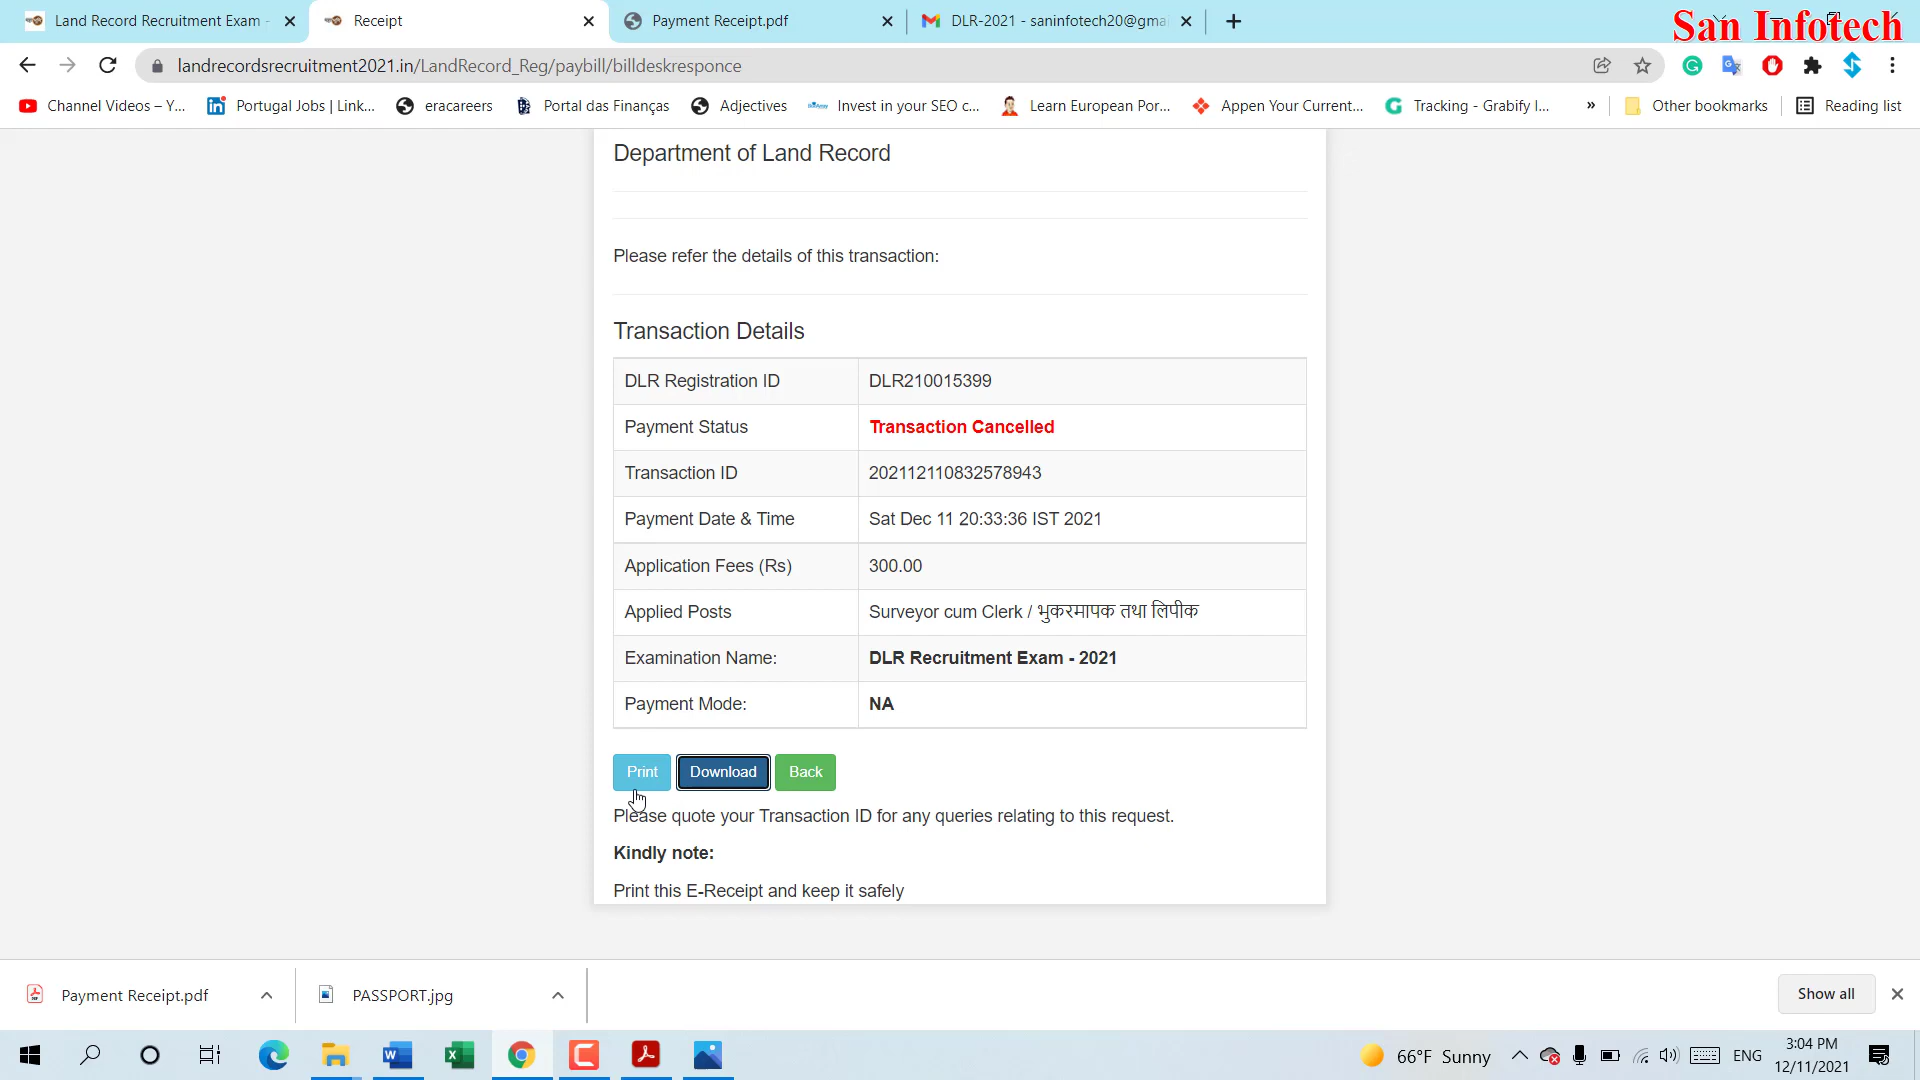 Land Record Recruitment Exam -
Receipt
Payment Receipt.pdf
DLR-2021 - saninfotech20@gmai
San Infotech
landrecordsrecruitment2021.in/LandRecord_Reg/paybill/billdeskresponce
Channel Videos – Y...
Portugal Jobs | Link...
eracareers
Portal das Finanças
Adjectives
Invest in your SEO c...
Learn European Por...
Appen Your Current...
Tracking - Grabify I...
»
Other bookmarks
Reading list
Department of Land Record
Please refer the details of this transaction:
Transaction Details
DLR Registration ID DLR210015399
Payment Status Transaction Cancelled
Transaction ID 202112110832578943
Payment Date & Time Sat Dec 11 20:33:36 IST 2021
Application Fees (Rs) 300.00
Applied Posts Surveyor cum Clerk / भुकरमापक तथा लिपीक
Examination Name: DLR Recruitment Exam - 2021
Payment Mode: NA
Print Download Back
Please quote your Transaction ID for any queries relating to this request.
Kindly note:
Print this E-Receipt and keep it safely
Payment Receipt.pdf
PASSPORT.jpg
Show all
66°F Sunny
ENG
3:04 PM
12/11/2021